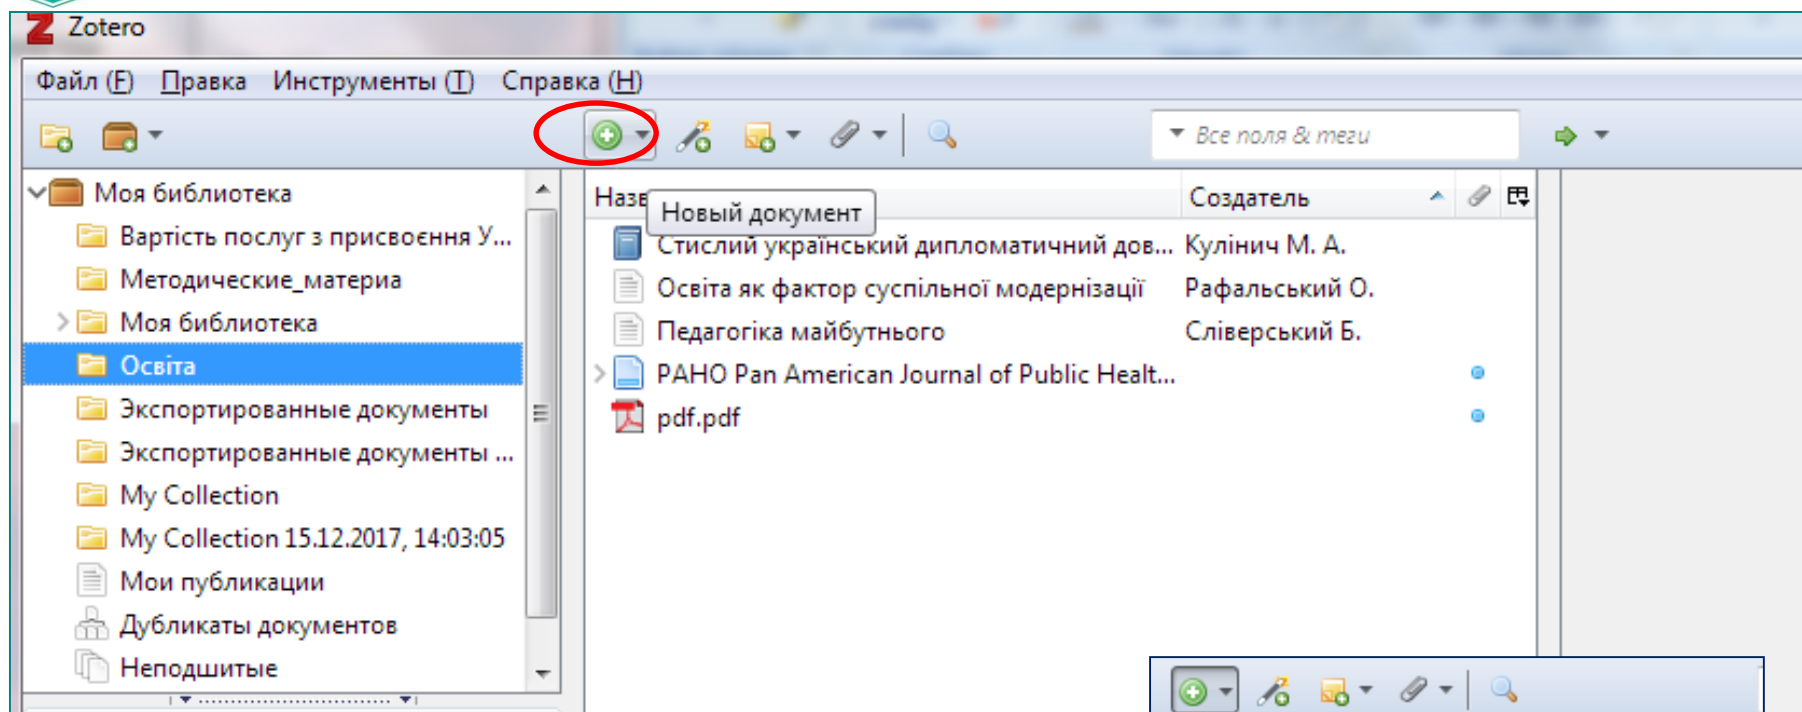 Zotero
Файл (F) Правка Инструменты (T) Справка (H)
Все поля & теги
Моя библиотека
Вартість послуг з присвоєння У...
Методические_материа
Моя библиотека
Освіта
Экспортированные документы
Экспортированные документы ...
My Collection
My Collection 15.12.2017, 14:03:05
Мои публикации
Дубликаты документов
Неподшитые
Назв
Создатель
Новый документ
Стислий український дипломатичний дов... Кулінич М. А.
Освіта як фактор суспільної модернізації Рафальський О.
Педагогіка майбутнього Сліверський Б.
PAHO Pan American Journal of Public Healt...
pdf.pdf